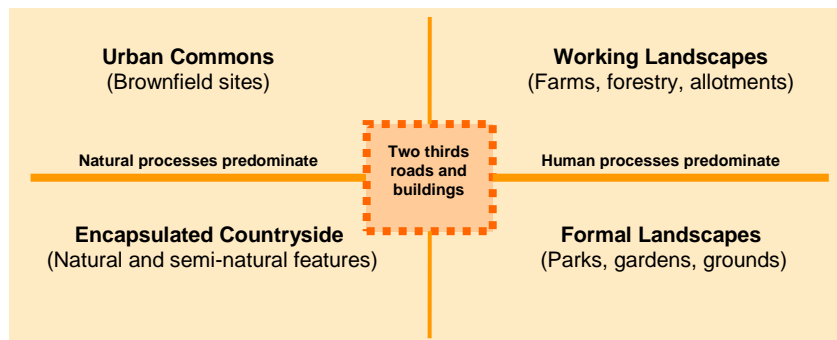 Urban Commons
(Brownfield sites)
Working Landscapes
(Farms, forestry, allotments)
Natural processes predominate
Two thirds
roads and
buildings
Human processes predominate
Encapsulated Countryside
(Natural and semi-natural features)
Formal Landscapes
(Parks, gardens, grounds)